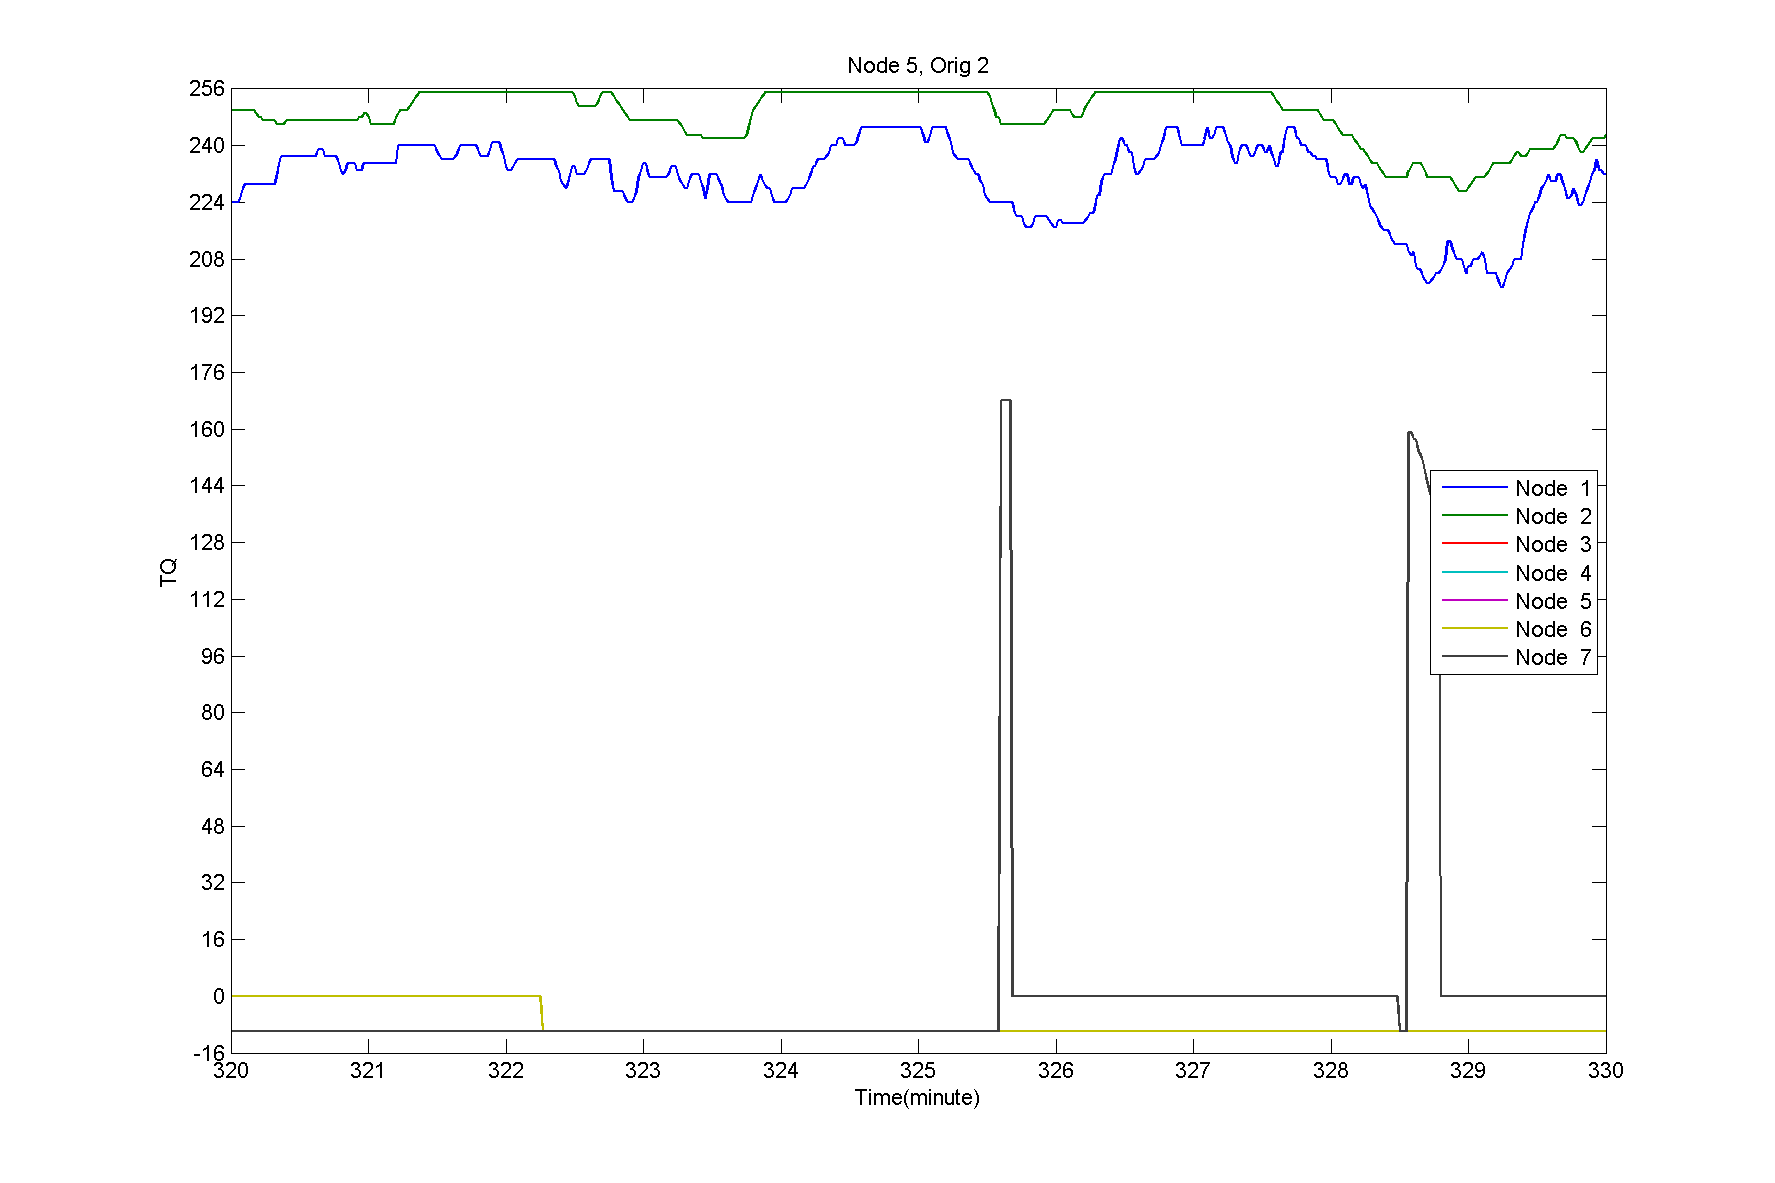 Node 5, Orig 2
256
240
224
208
192
176
160
144
128
112
96
80
64
48
32
16
0
-16
TQ
Node 1
Node 2
Node 3
Node 4
Node 5
Node 6
Node 7
320 321 322 323 324 325 326 327 328 329 330
Time(minute)